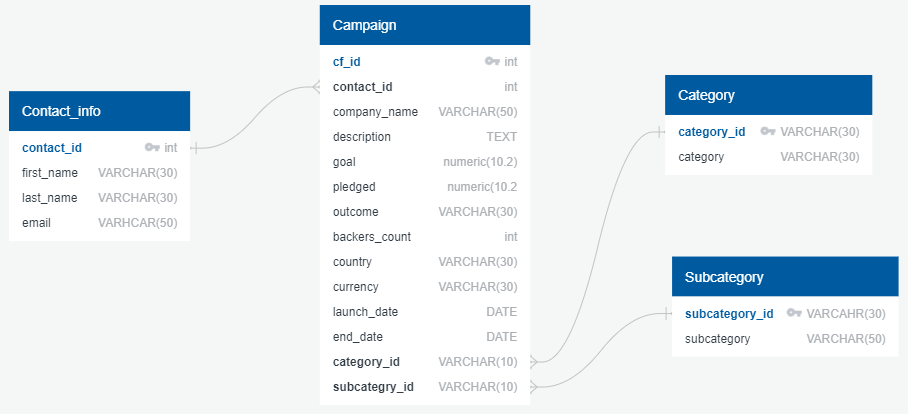 Contact_info
contact_id int
first_name VARCHAR(30)
last_name VARCHAR(30)
email VARHCAR(50)
Campaign
cf_id int
contact_id int
company_name VARCHAR(50)
description TEXT
goal numeric(10.2)
pledged numeric(10.2
outcome VARCHAR(30)
backers_count int
country VARCHAR(30)
currency VARCHAR(30)
launch_date DATE
end_date DATE
category_id VARCHAR(10)
subcategry_id VARCHAR(10)
Category
category_id VARCHAR(30)
category VARCHAR(30)
Subcategory
subcategory_id VARCAHR(30)
subcategory VARCHAR(50)